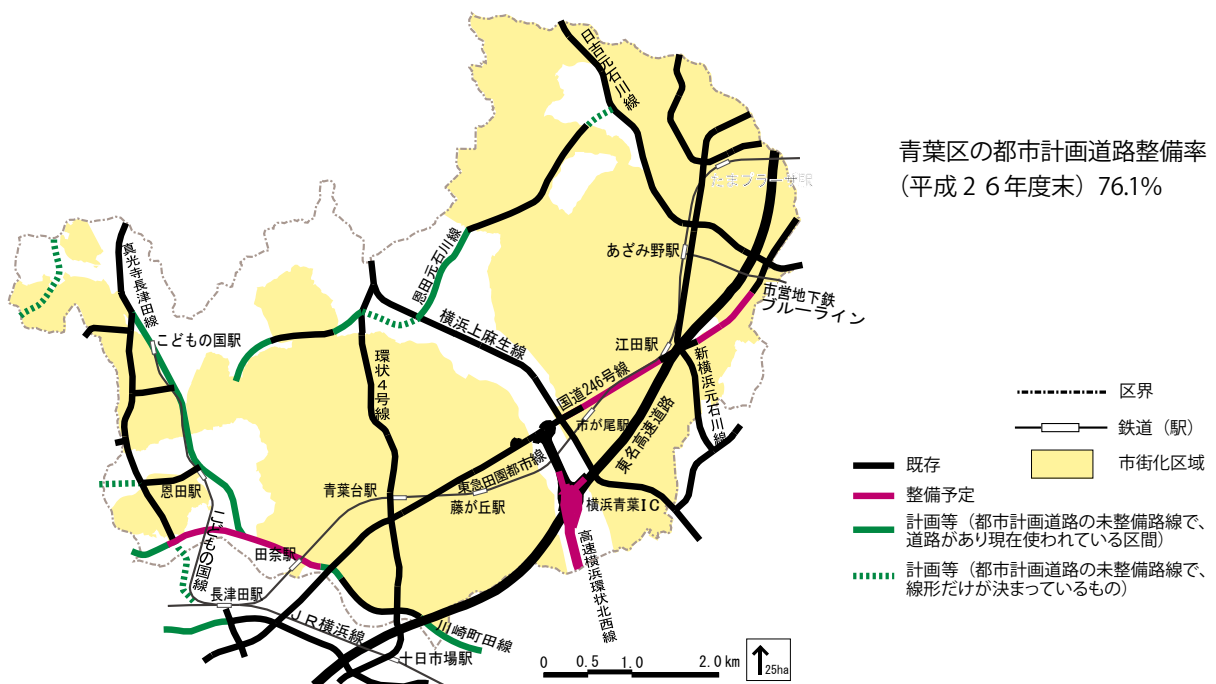 青葉区の都市計画道路整備率
（平成２６年度末）76.1%
日吉元石川線
たまプラーザ駅
あざみ野駅
市営地下鉄
ブルーライン
恩田元石川線
真光寺長津田線
こどもの国駅
横浜上麻生線
江田駅
新横浜元石川線
環状４号線
国道246号線
市が尾駅
東名高速道路
東急田園都市線
恩田駅
青葉台駅
藤が丘駅
横浜青葉IC
こどもの国線
田奈駅
高速横浜環状北西線
長津田駅
JR横浜線
川崎町田線
十日市場駅
区界
鉄道（駅）
市街化区域
既存
整備予定
計画等（都市計画道路の未整備路線で、
道路があり現在使われている区間）
計画等（都市計画道路の未整備路線で、
線形だけが決まっているもの）
0 0.5 1.0 2.0 km
25ha